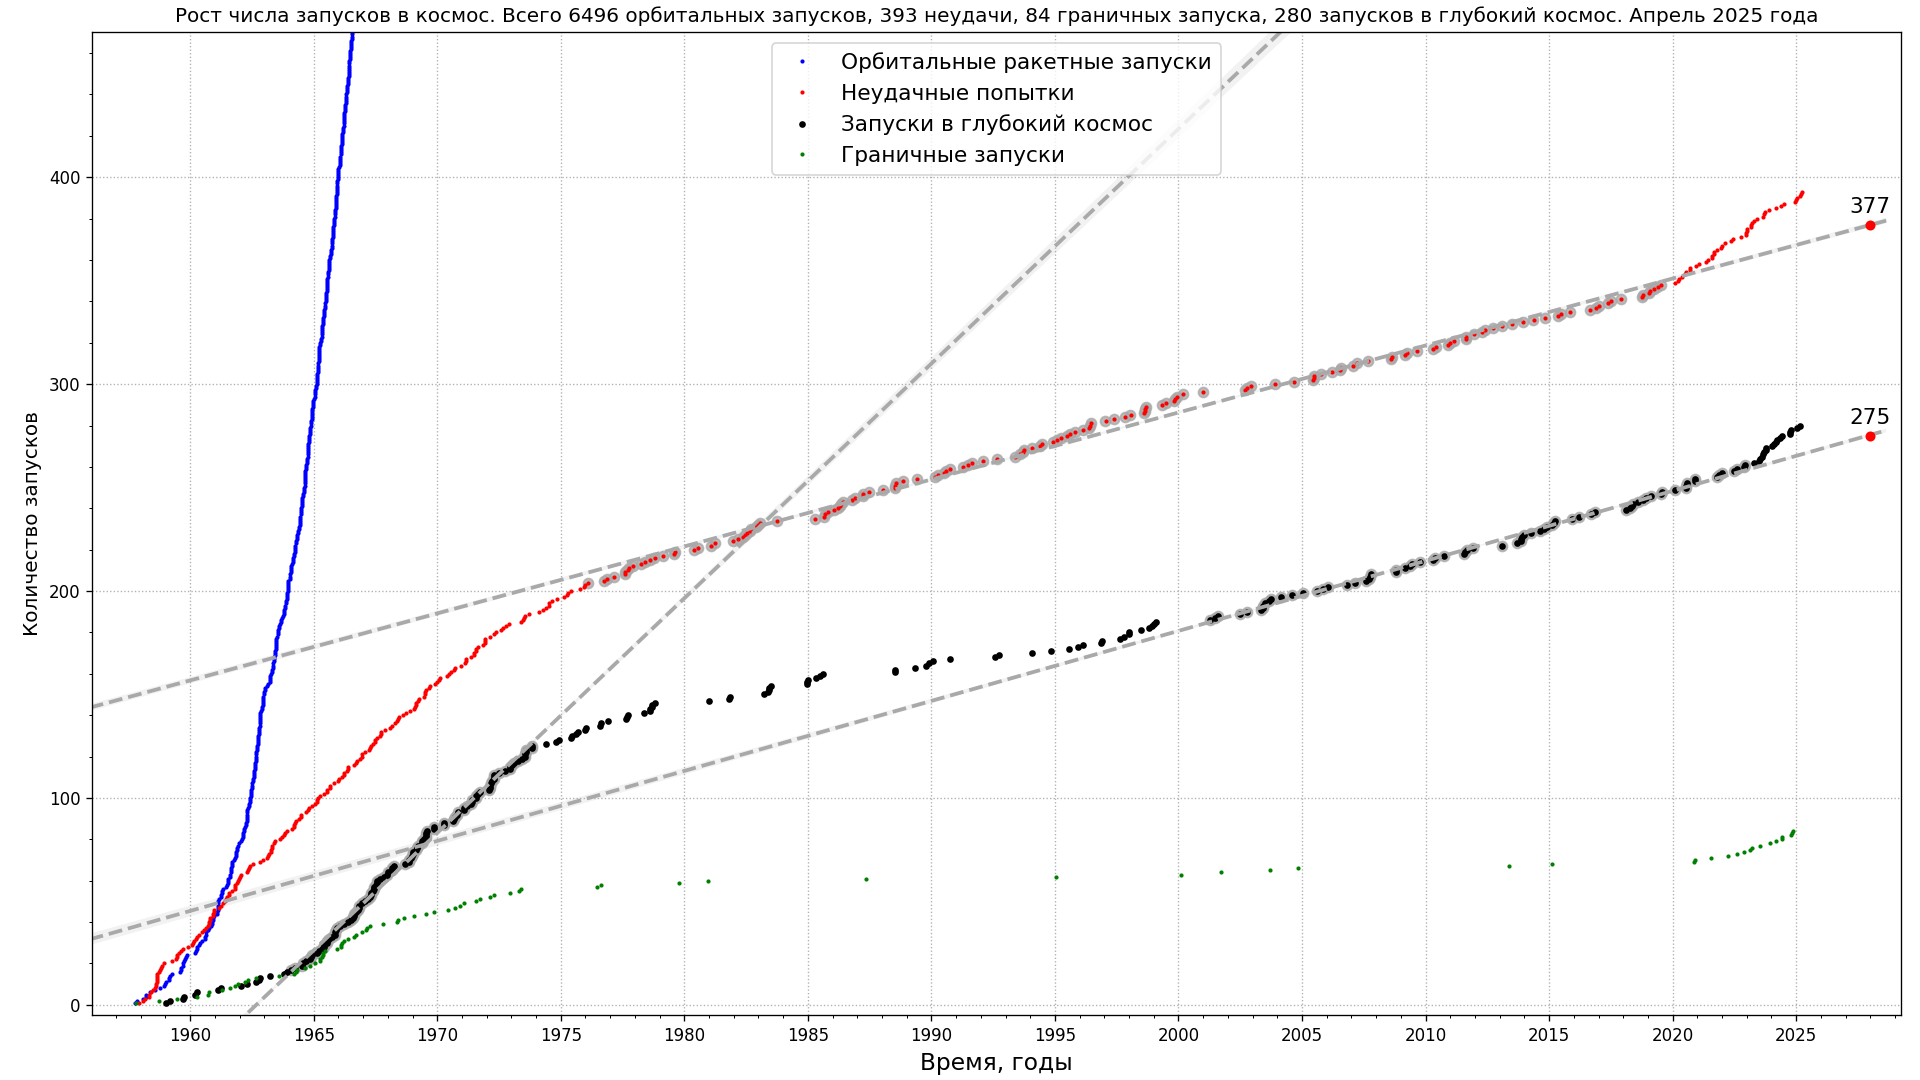 Рост числа запусков в космос. Всего 6496 орбитальных запусков, 393 неудачи, 84 граничных запуска, 280 запусков в глубокий космос. Апрель 2025 года
Орбитальные ракетные запуски
Неудачные попытки
Запуски в глубокий космос
Граничные запуски
Количество запусков
400
300
200
100
0
377
275
1960 1965 1970 1975 1980 1985 1990 1995 2000 2005 2010 2015 2020 2025
Время, годы